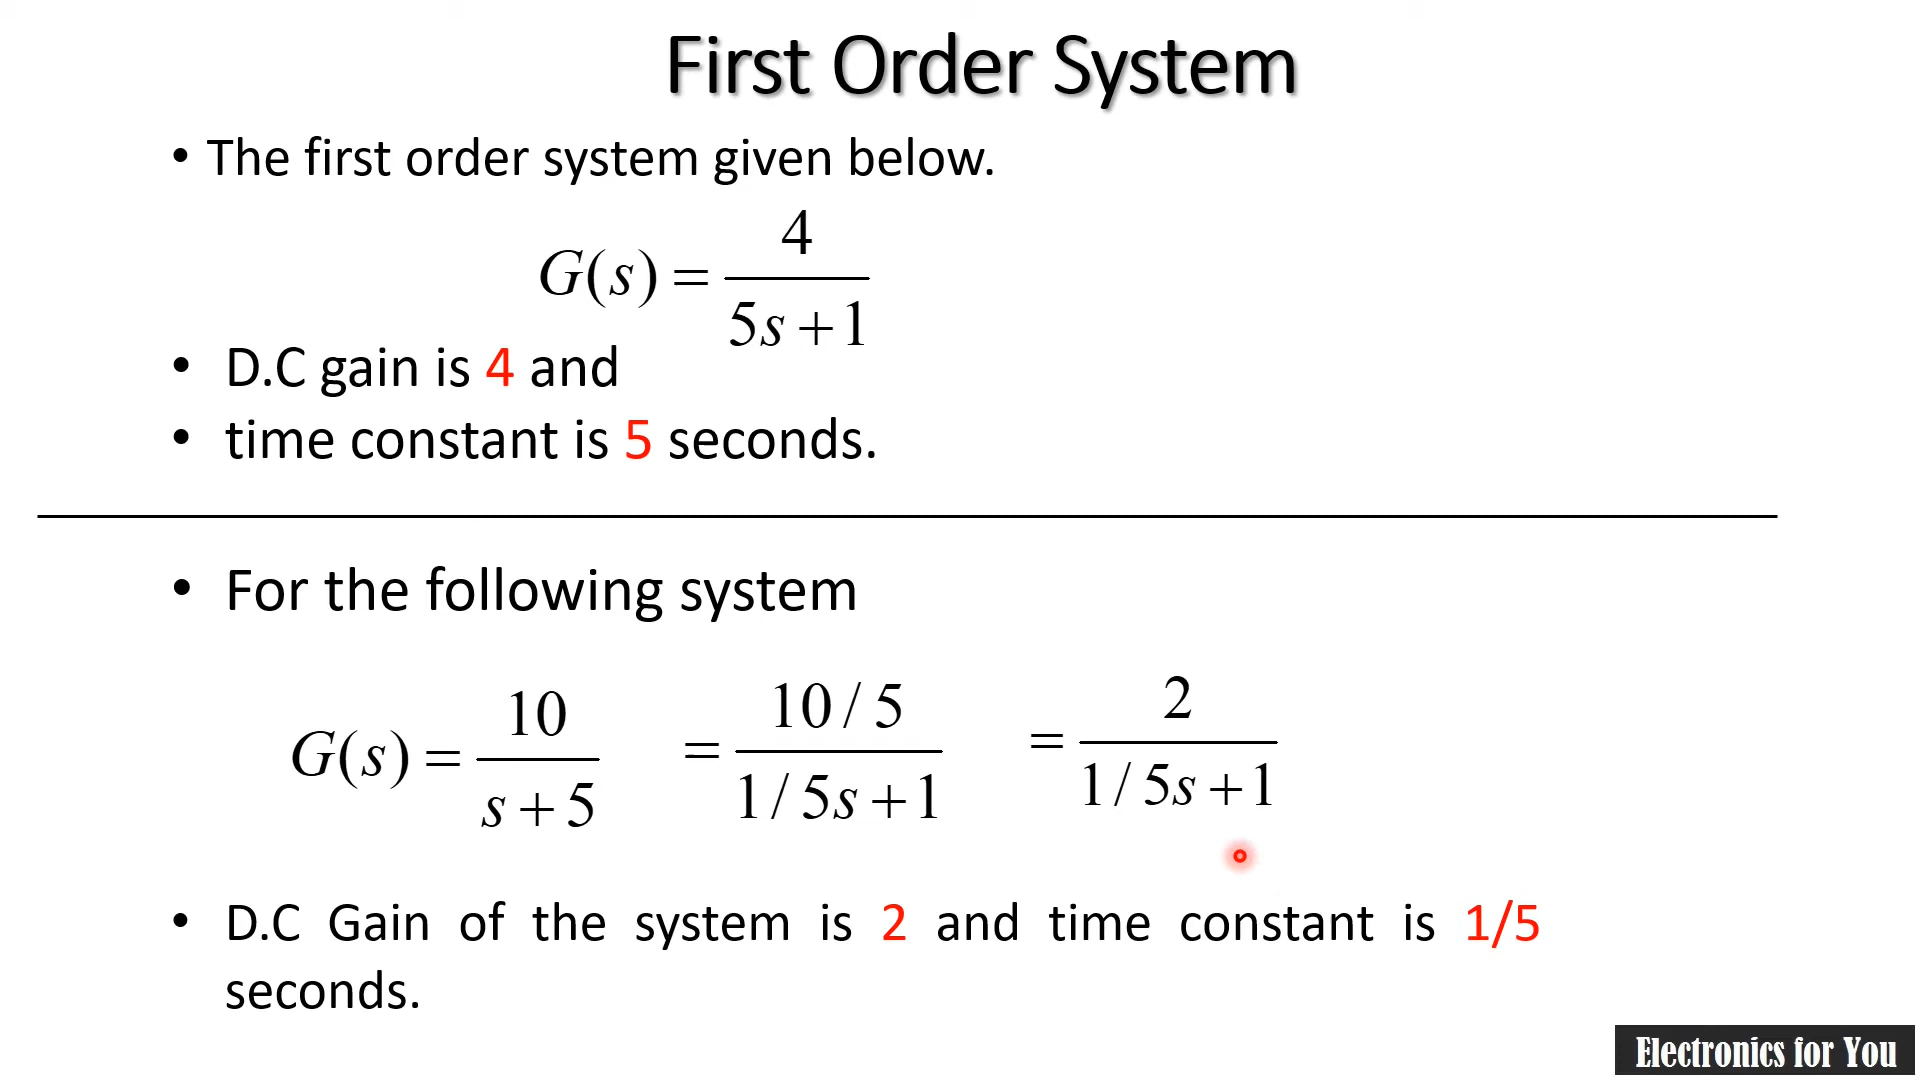 First Order System
• The first order system given below.
G(s) = 4 / 5s + 1
• D.C gain is 4 and
• time constant is 5 seconds.
• For the following system
G(s) = 10 / s + 5 = 10 / 5 / 1 / 5s + 1 = 2 / 1 / 5s + 1
• D.C Gain of the system is 2 and time constant is 1/5
seconds.
Electronics for You